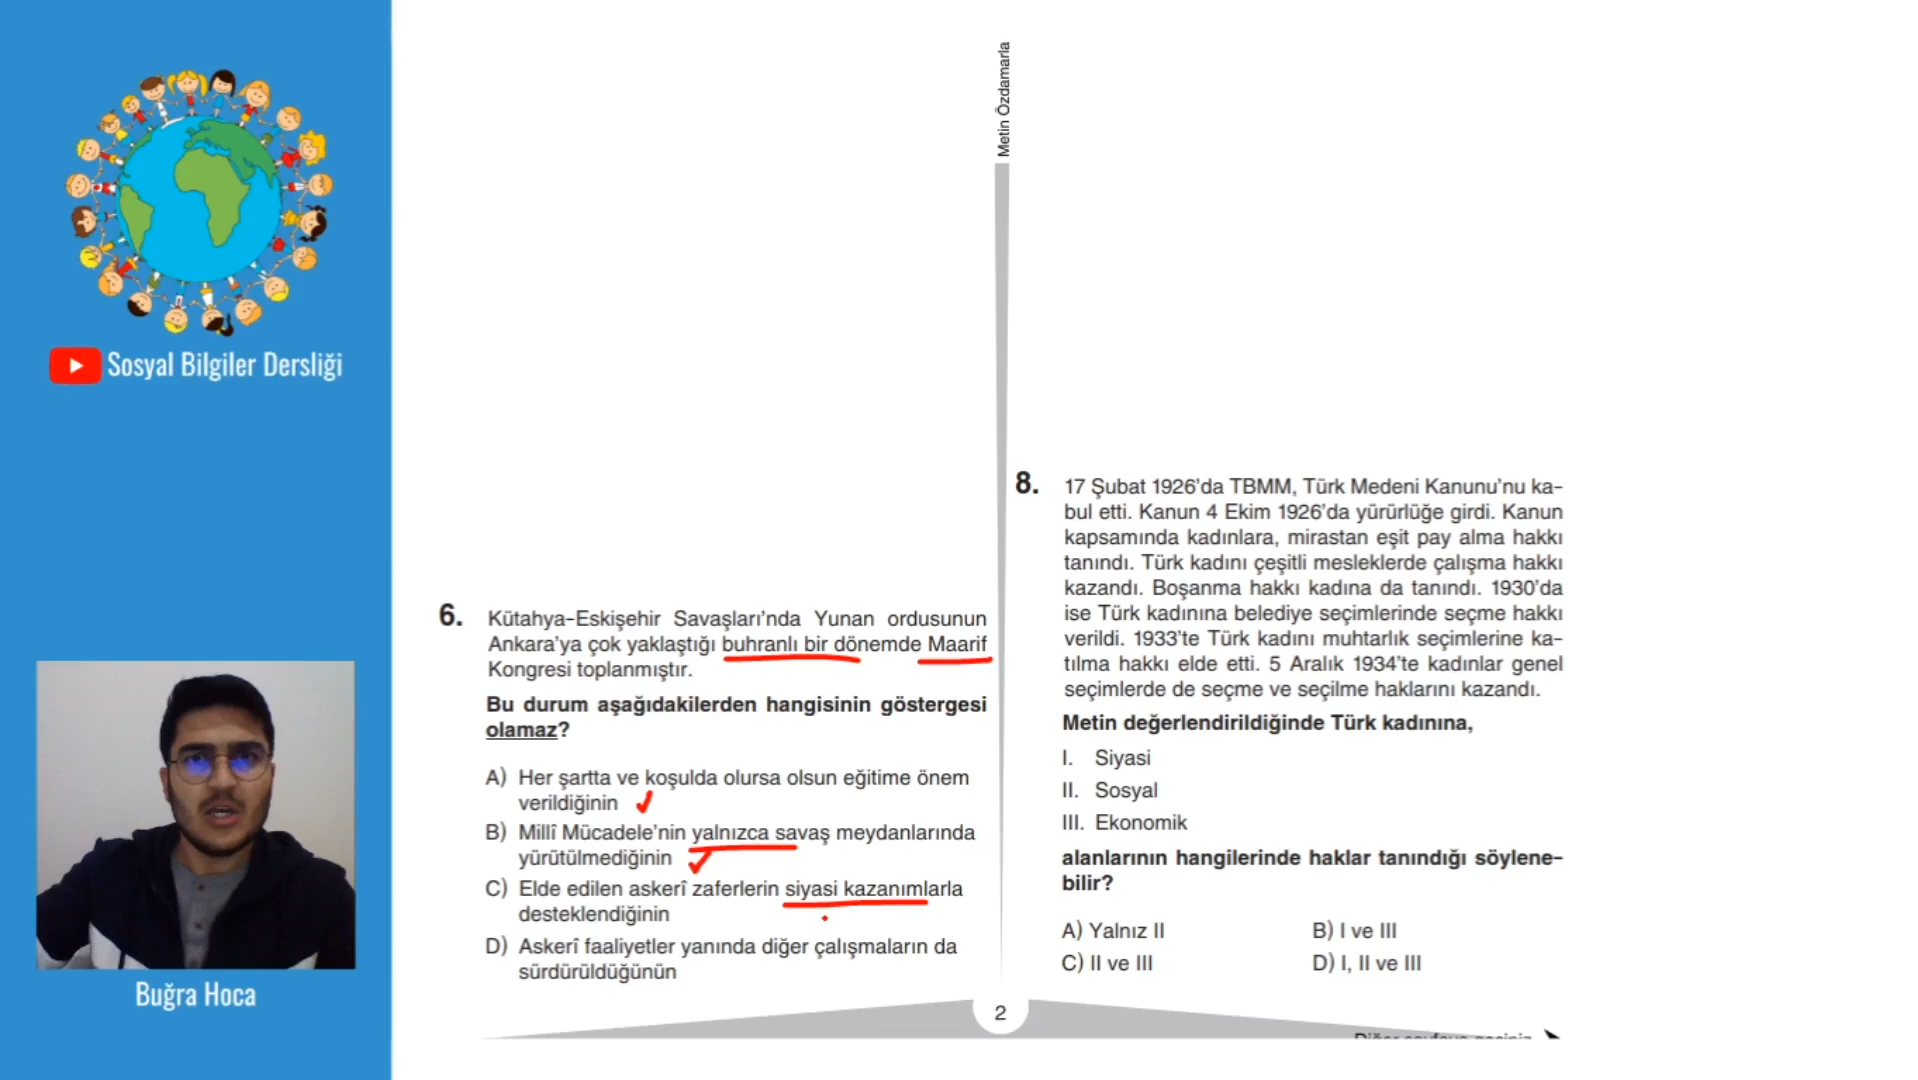 Sosyal Bilgiler Dersliği
Buğra Hoca
Metin Özdamarla
6.
Kütahya-Eskişehir Savaşları'nda Yunan ordusunun
Ankara'ya çok yaklaştığı buhranlı bir dönemde Maarif
Kongresi toplanmıştır.
Bu durum aşağıdakilerden hangisinin göstergesi
olamaz?
A) Her şartta ve koşulda olursa olsun eğitime önem
verildiğinin
B) Millî Mücadele'nin yalnızca savaş meydanlarında
yürütülmediğinin
C) Elde edilen askerî zaferlerin siyasi kazanımlarla
desteklendiğinin
D) Askerî faaliyetler yanında diğer çalışmaların da
sürdürüldüğünün
8.
17 Şubat 1926'da TBMM, Türk Medeni Kanunu'nu ka-
bul etti. Kanun 4 Ekim 1926'da yürürlüğe girdi. Kanun
kapsamında kadınlara, mirastan eşit pay alma hakkı
tanındı. Türk kadını çeşitli mesleklerde çalışma hakkı
kazandı. Boşanma hakkı kadına da tanındı. 1930'da
ise Türk kadınına belediye seçimlerinde seçme hakkı
verildi. 1933'te Türk kadını muhtarlık seçimlerine ka-
tılma hakkı elde etti. 5 Aralık 1934'te kadınlar genel
seçimlerde de seçme ve seçilme haklarını kazandı.
Metin değerlendirildiğinde Türk kadınına,
I. Siyasi
II. Sosyal
III. Ekonomik
alanlarının hangilerinde haklar tanındığı söylene-
bilir?
A) Yalnız II
B) I ve III
C) II ve III
D) I, II ve III
2